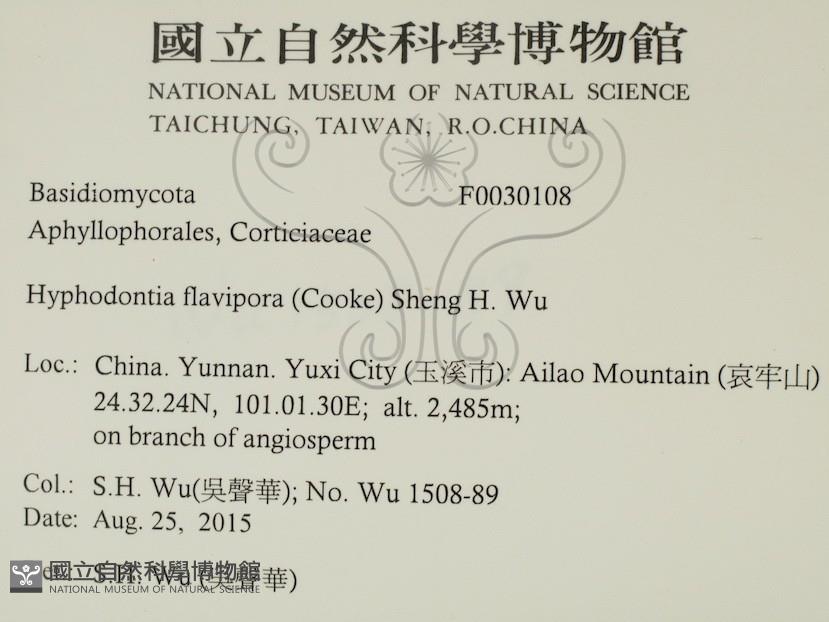 國立自然科學博物館
NATIONAL MUSEUM OF NATURAL SCIENCE
TAICHUNG, TAIWAN, R.O.CHINA
Basidiomycota F0030108
Aphyllophorales, Corticiaceae
Hyphodontia flavipora (Cooke) Sheng H. Wu
Loc.: China. Yunnan. Yuxi City (玉溪市): Ailao Mountain (哀牢山)
24.32.24N, 101.01.30E; alt. 2,485m;
on branch of angiosperm
Col.: S.H. Wu(吳聲華); No. Wu 1508-89
Date: Aug. 25, 2015
S.H. Wu (吳聲華)
國立自然科學博物館
NATIONAL MUSEUM OF NATURAL SCIENCE